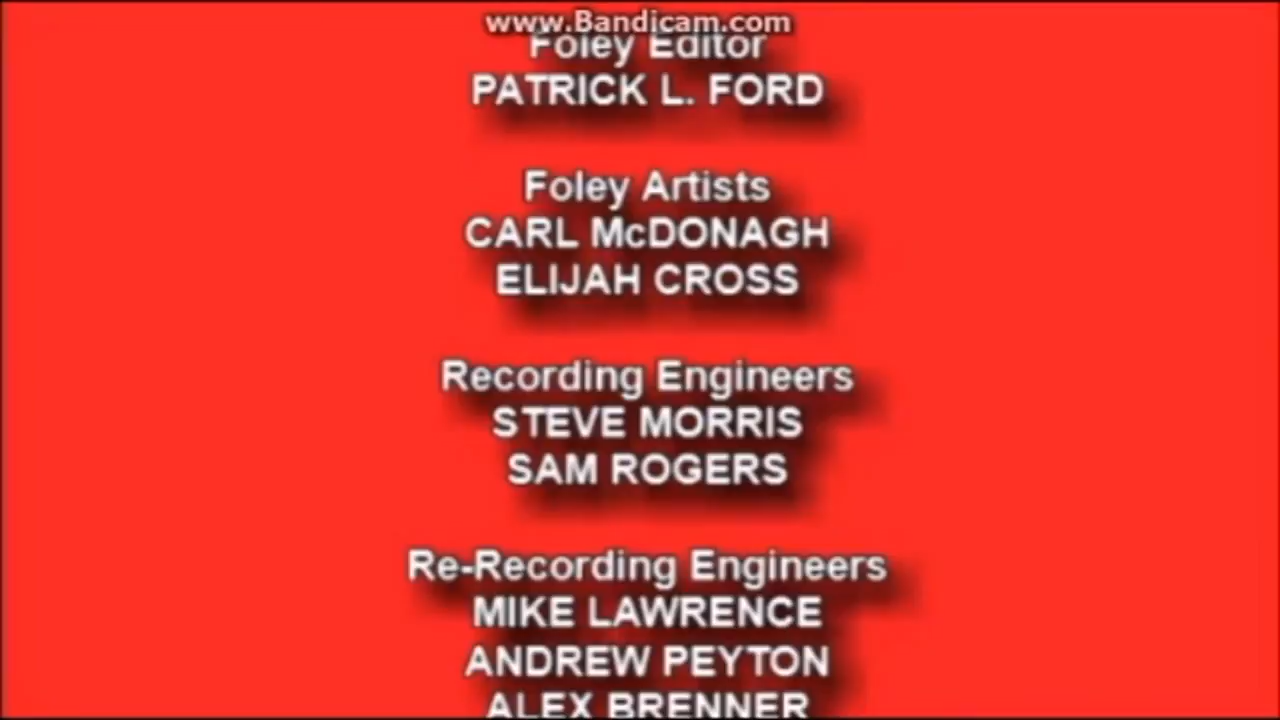 www.Bandicam.com
Foley Editor
PATRICK L. FORD
Foley Artists
CARL McDONAGH
ELIJAH CROSS
Recording Engineers
STEVE MORRIS
SAM ROGERS
Re-Recording Engineers
MIKE LAWRENCE
ANDREW PEYTON
ALEX BRENNER